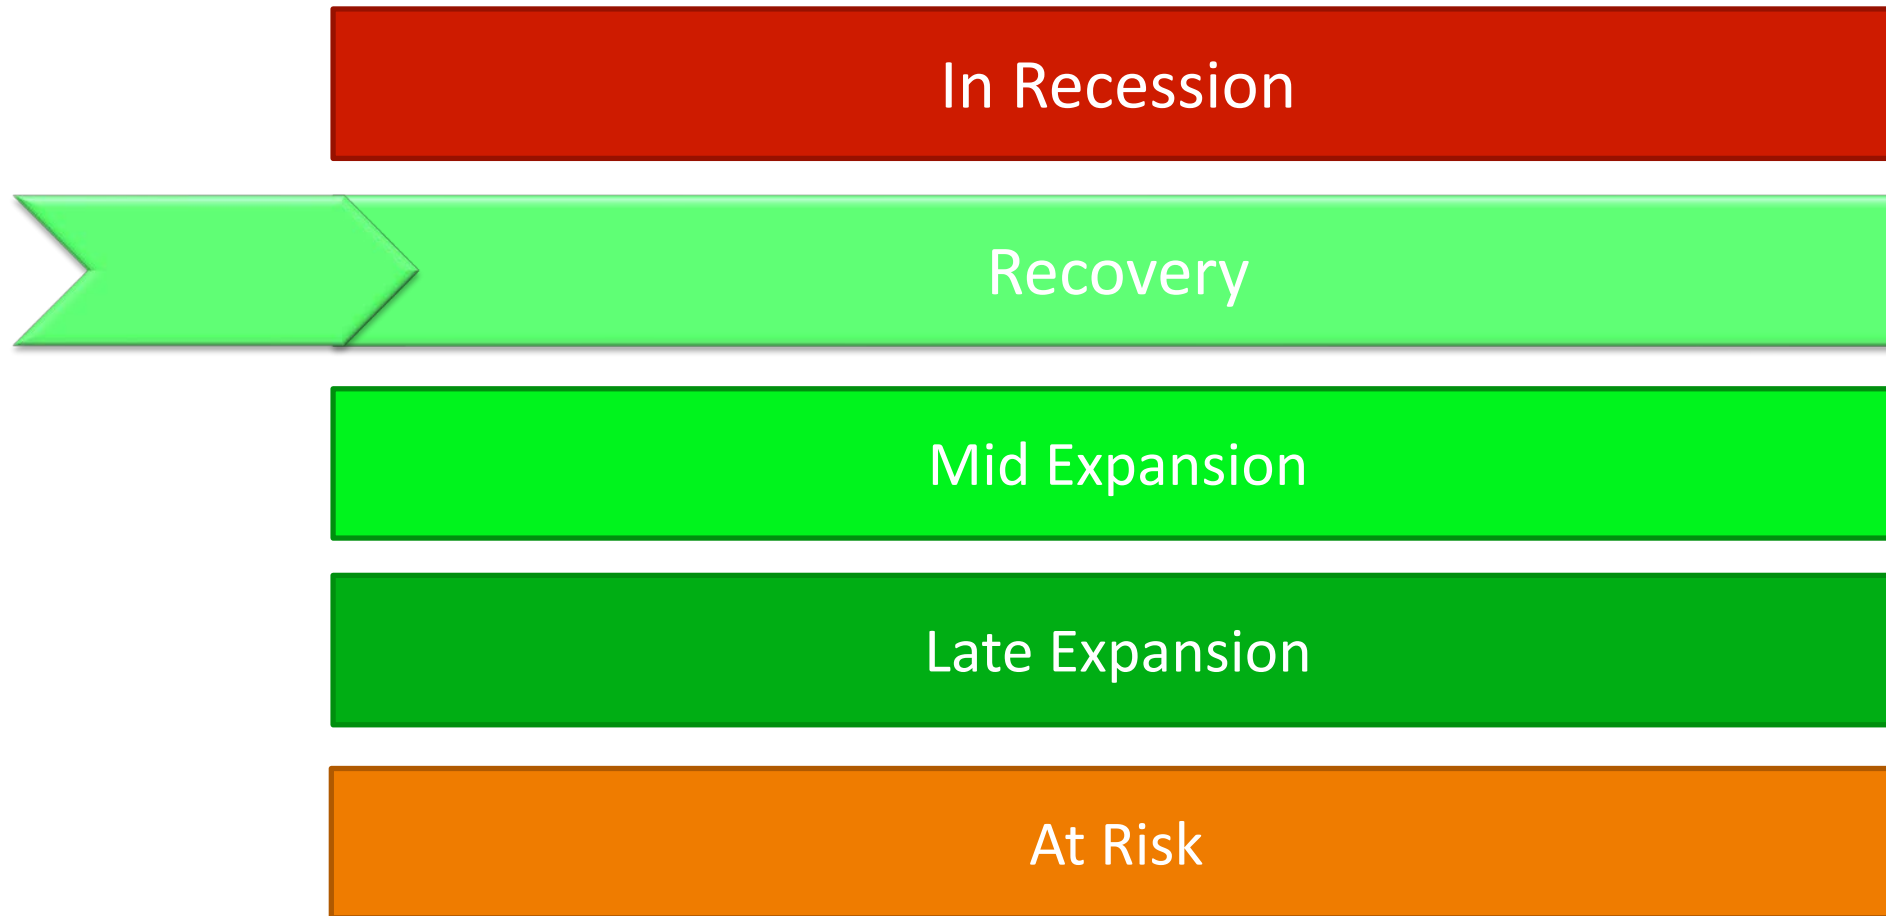 In Recession
Recovery
Mid Expansion
Late Expansion
At Risk